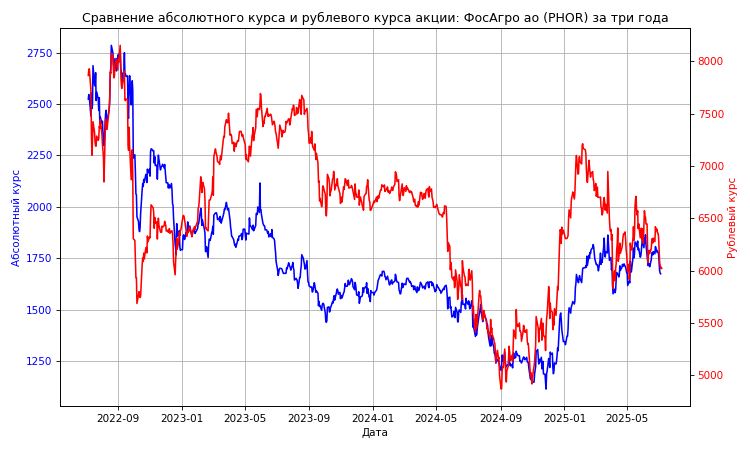 Сравнение абсолютного курса и рублевого курса акции: ФосАгро ао (PHOR) за три года
Абсолютный курс
2750
2500
2250
2000
1750
1500
1250
8000
7500
7000
6500
6000
5500
5000
Рублевый курс
2022-09 2023-01 2023-05 2023-09 2024-01 2024-05 2024-09 2025-01 2025-05
Дата